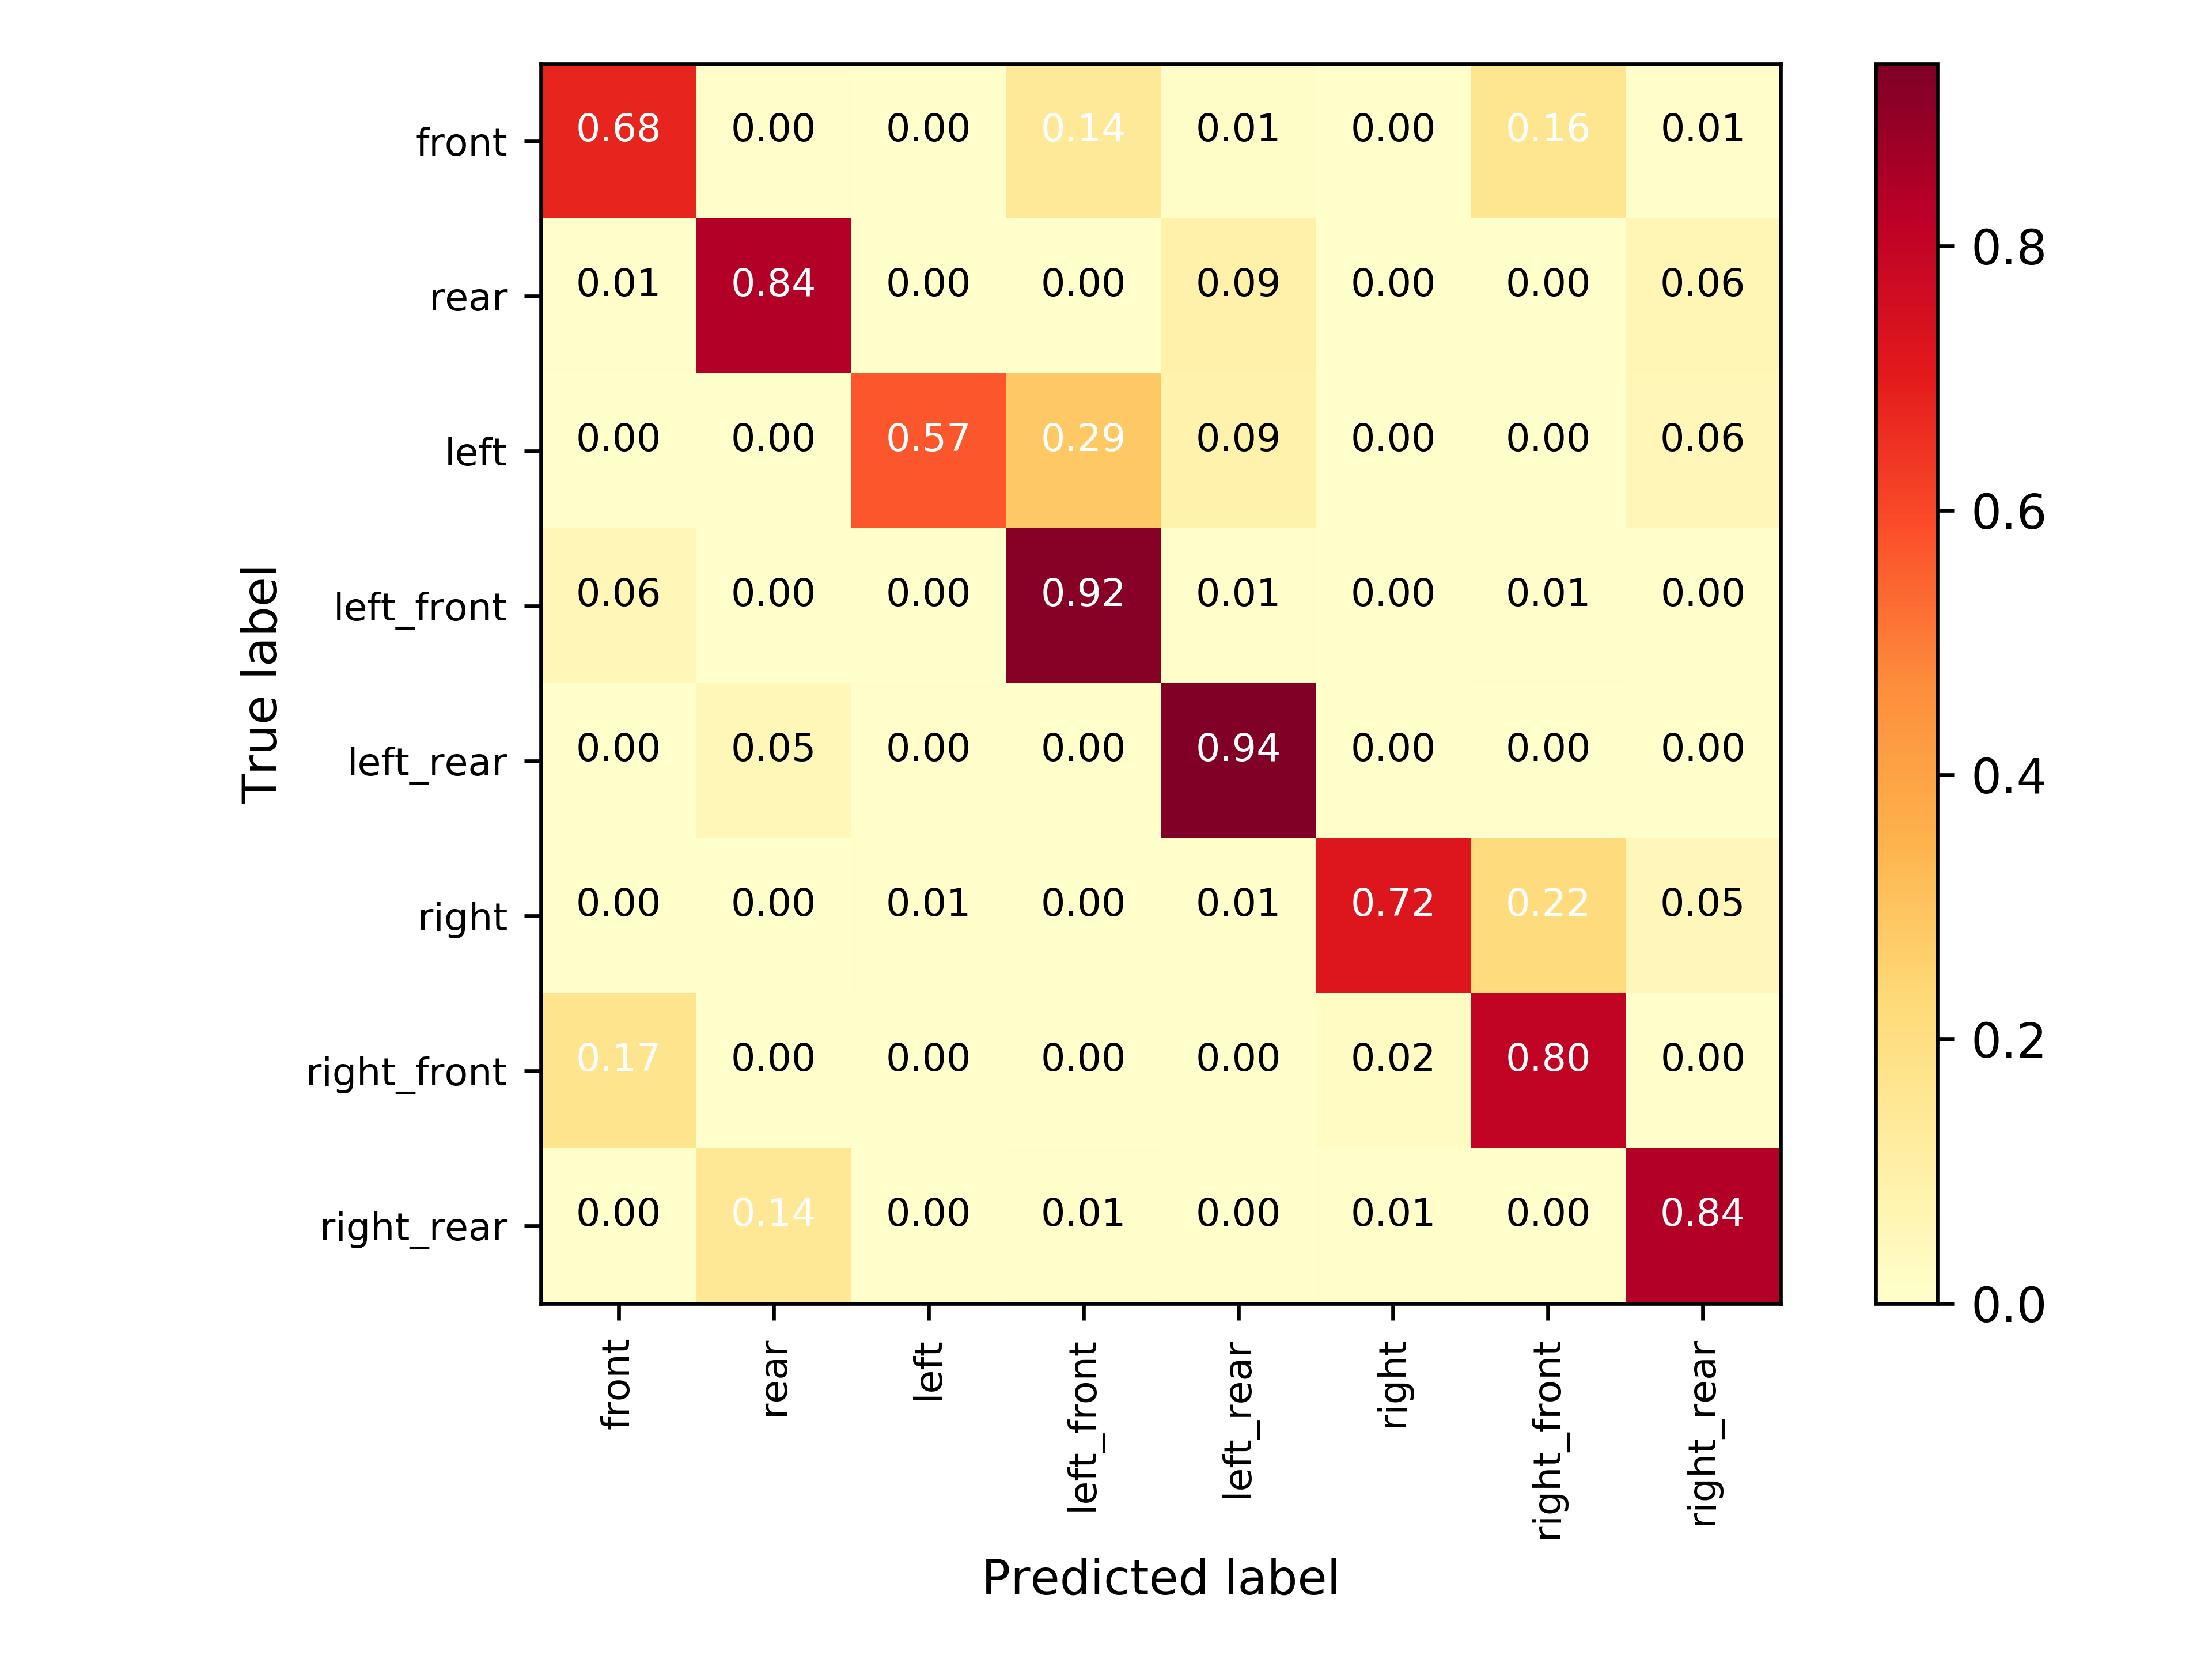 front 0.68 0.00 0.00 0.14 0.01 0.00 0.16 0.01
rear 0.01 0.84 0.00 0.00 0.09 0.00 0.00 0.06
left 0.00 0.00 0.57 0.29 0.09 0.00 0.00 0.06
left_front 0.06 0.00 0.00 0.92 0.01 0.00 0.01 0.00
left_rear 0.00 0.05 0.00 0.00 0.94 0.00 0.00 0.00
right 0.00 0.00 0.01 0.00 0.01 0.72 0.22 0.05
right_front 0.17 0.00 0.00 0.00 0.00 0.02 0.80 0.00
right_rear 0.00 0.14 0.00 0.01 0.00 0.01 0.00 0.84
True label
front
rear
left
left_front
left_rear
right
right_front
right_rear
Predicted label
0.8
0.6
0.4
0.2
0.0